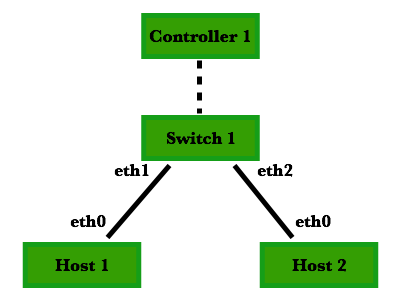 Controller 1
Switch 1
eth1
eth2
eth0
eth0
Host 1
Host 2